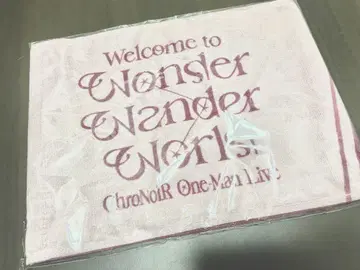 Welcome to
Wonder
Wander
World!
ChroNoiR One-Man Live